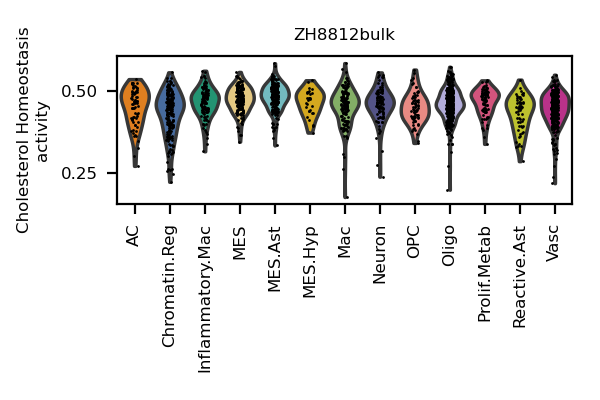 ZH8812bulk
Cholesterol Homeostasis
activity
0.50
0.25
AC
Chromatin.Reg
Inflammatory.Mac
MES
MES.Ast
MES.Hyp
Mac
Neuron
OPC
Oligo
Prolif.Metab
Reactive.Ast
Vasc